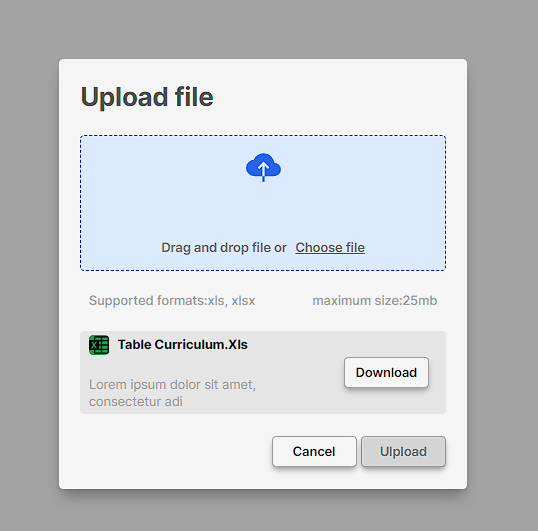 Upload file
Drag and drop file or Choose file
Supported formats:xls, xlsx maximum size:25mb
Table Curriculum.Xls
Download
Lorem ipsum dolor sit amet,
consectetur adi
Cancel Ulpload